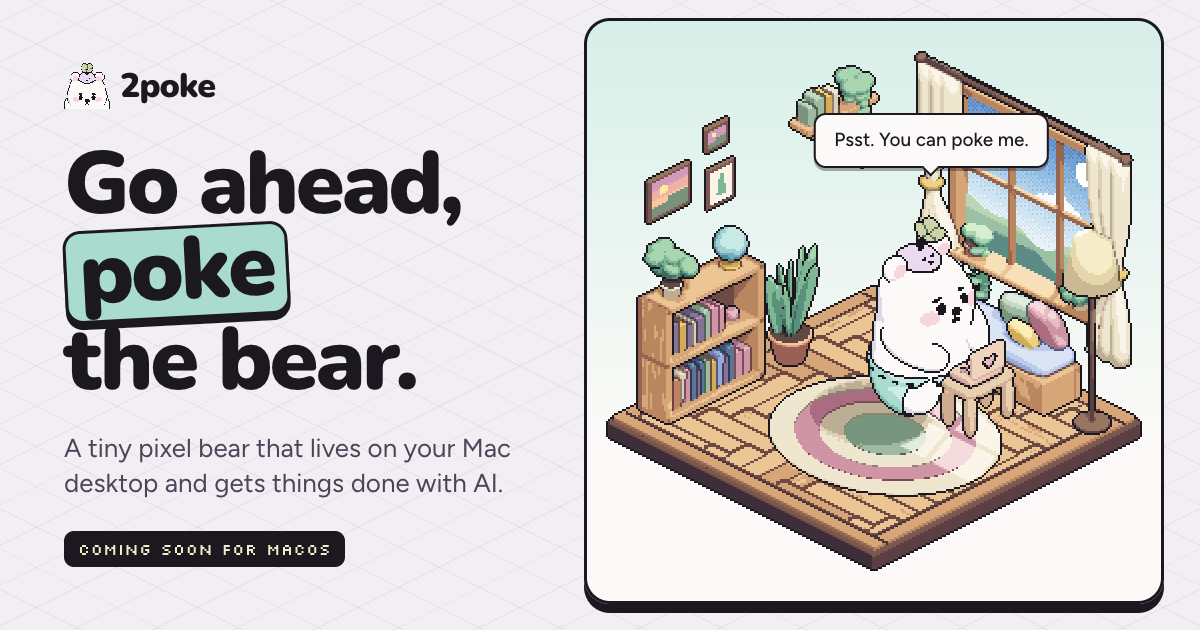 2poke
Go ahead,
poke
the bear.
A tiny pixel bear that lives on your Mac
desktop and gets things done with AI.
COMING SOON FOR MACOS
Psst. You can poke me.